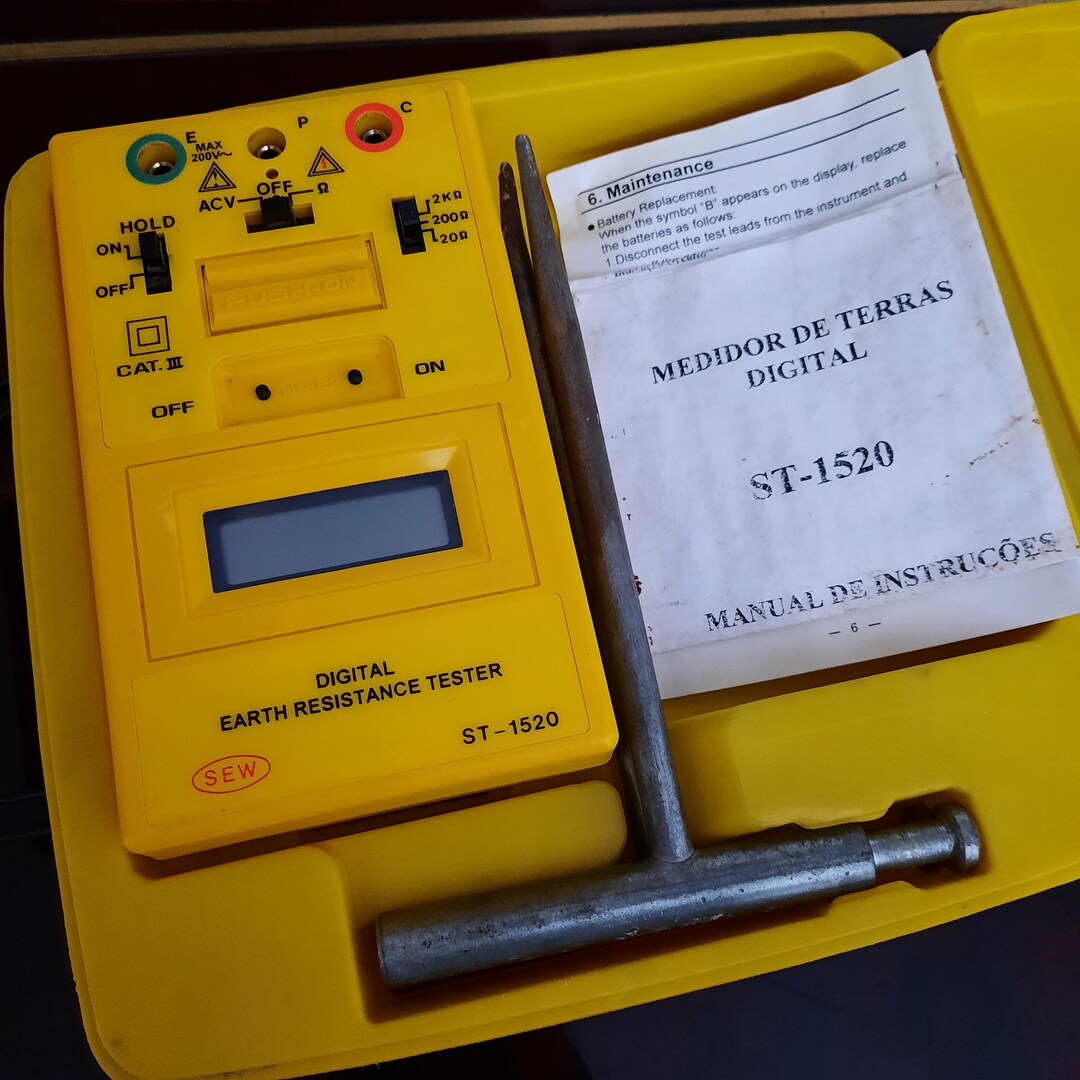 E
P
C
MAX
200V~
OFF
ACV
Ω
2KΩ
200Ω
20Ω
HOLD
ON
OFF
PUSH-ON
CAT. III
OFF
ON
DIGITAL
EARTH RESISTANCE TESTER
ST-1520
SEW
6. Maintenance
● Battery Replacement:
When the symbol "B" appears on the display, replace
the batteries as follows:
1.Disconnect the test leads from the instrument and
MEDIDOR DE TERRAS
DIGITAL
ST-1520
MANUAL DE INSTRUCÕES
— 6 —